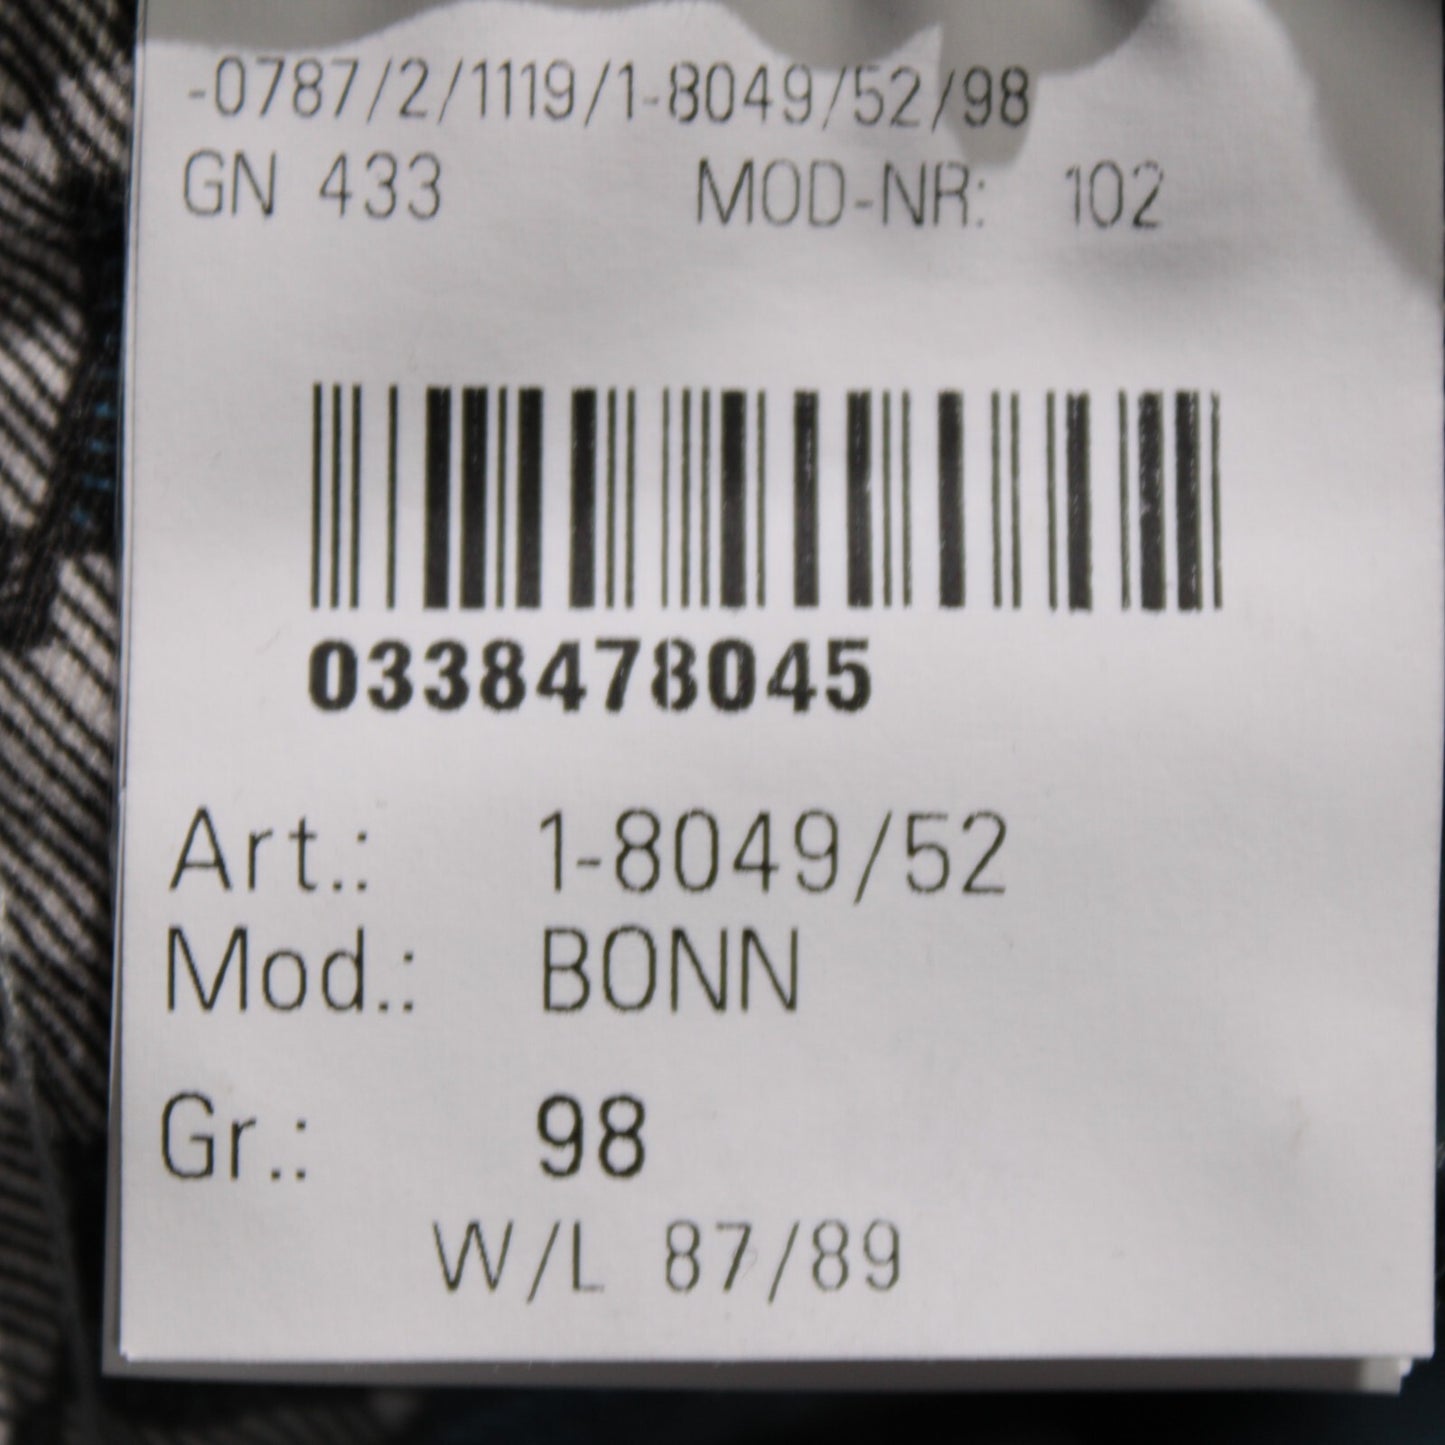 -0787/2/1119/1-8049/52/98
GN 433 MOD-NR: 102
0338478045
Art.: 1-8049/52
Mod.: BONN
Gr.: 98
W/L 87/89